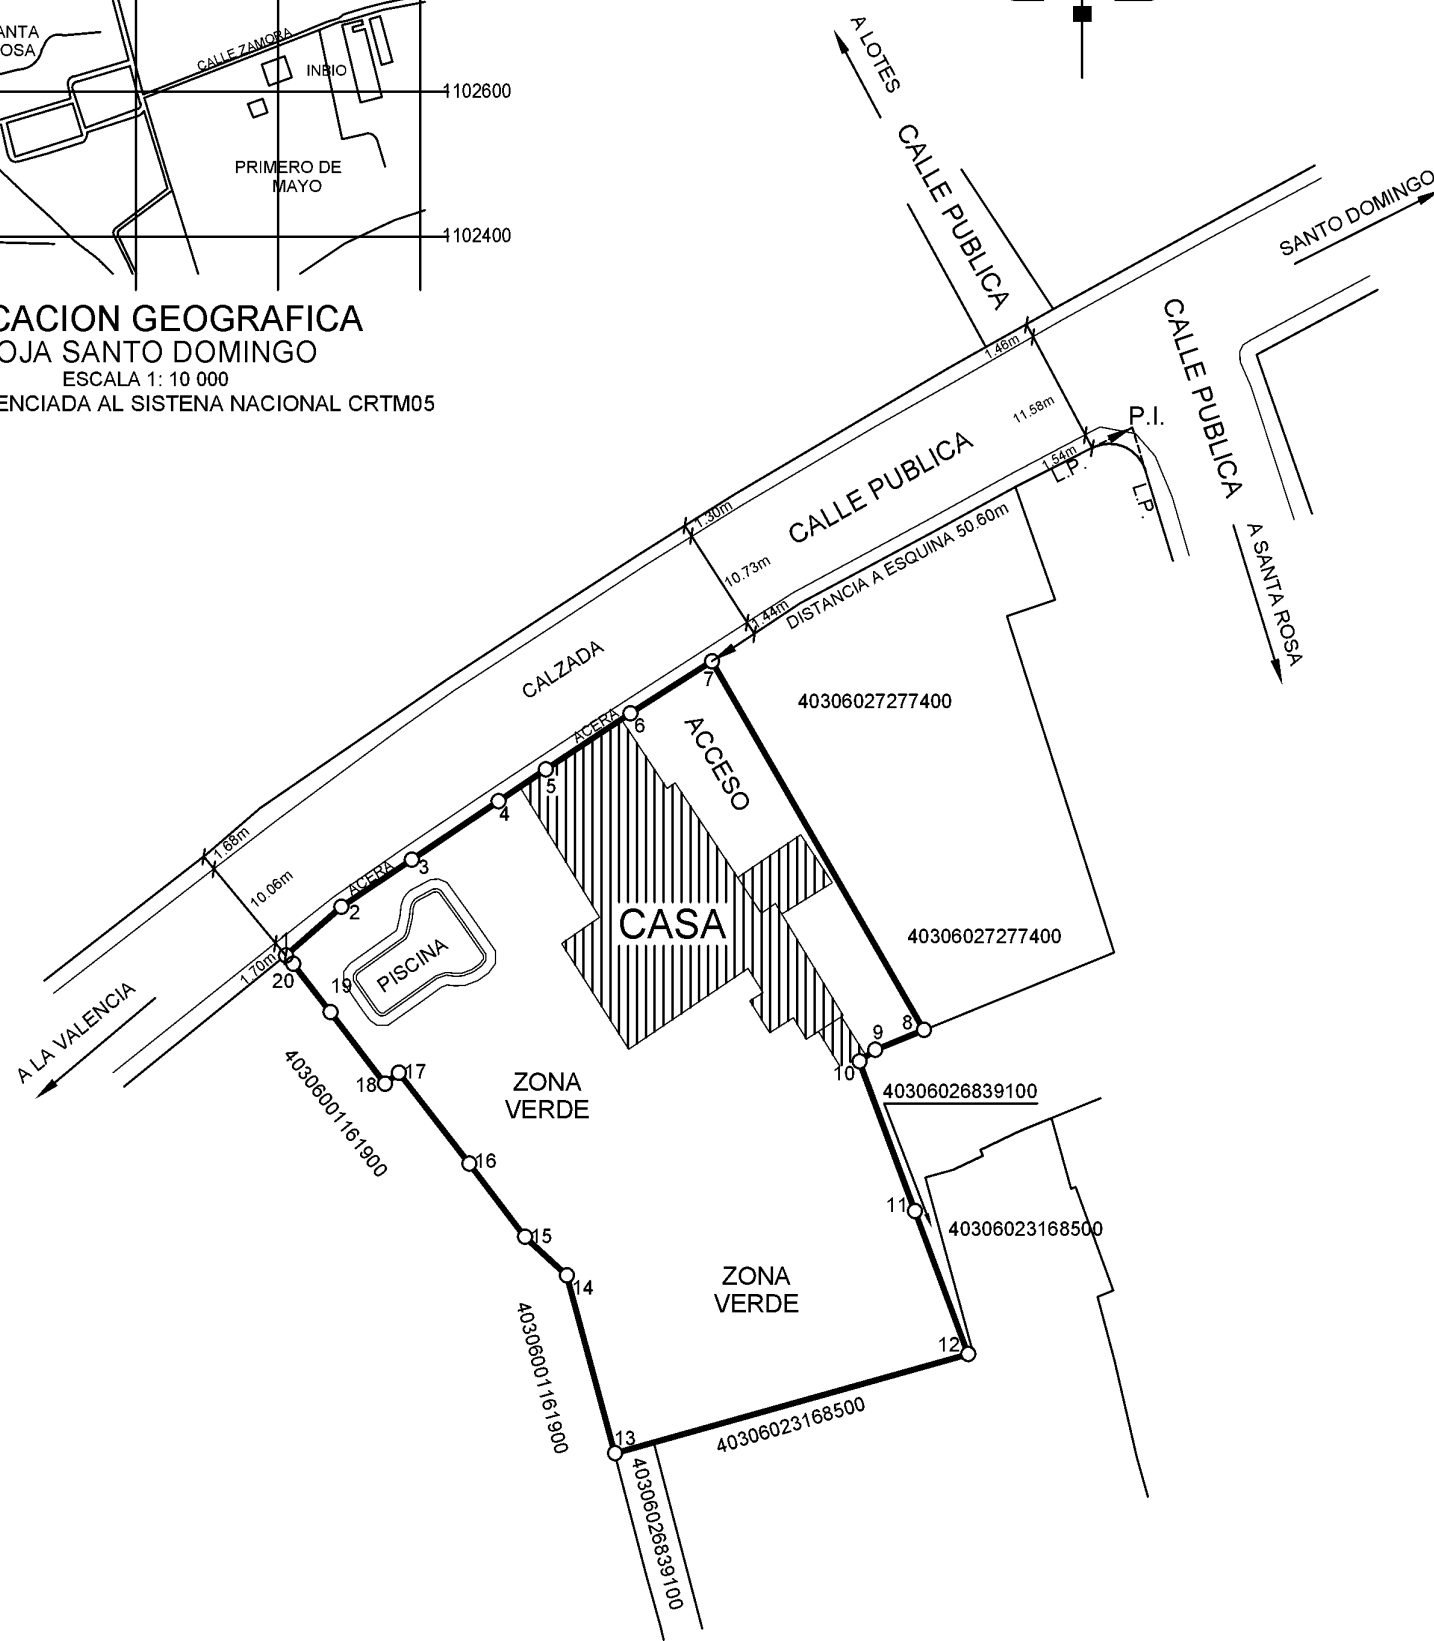 ANTA
OSA
CALLE ZAMORA
INBIO
1102600
PRIMERO DE
MAYO
1102400
CACION GEOGRAFICA
OJA SANTO DOMINGO
ESCALA 1: 10 000
ENCIADA AL SISTENA NACIONAL CRTM05
A LOTES
CALLE PUBLICA
SANTO DOMINGO
CALLE PUBLICA
1.46m
11.58m
P.I.
1.54m
L.P.
L.P.
CALLE PUBLICA
1.30m
10.73m
1.44m
DISTANCIA A ESQUINA 50.60m
A SANTA ROSA
CALZADA
7
40306027277400
ACERA
6
ACCESO
5
4
1.68m
10.06m
ACERA
3
2
CASA
40306027277400
PISCINA
1
1.70m
20
19
A LA VALENCIA
8
9
10
40306001161900
18
17
ZONA
VERDE
40306026839100
16
11
40306023168500
15
14
ZONA
VERDE
12
40306001161900
13
40306023168500
40306026839100